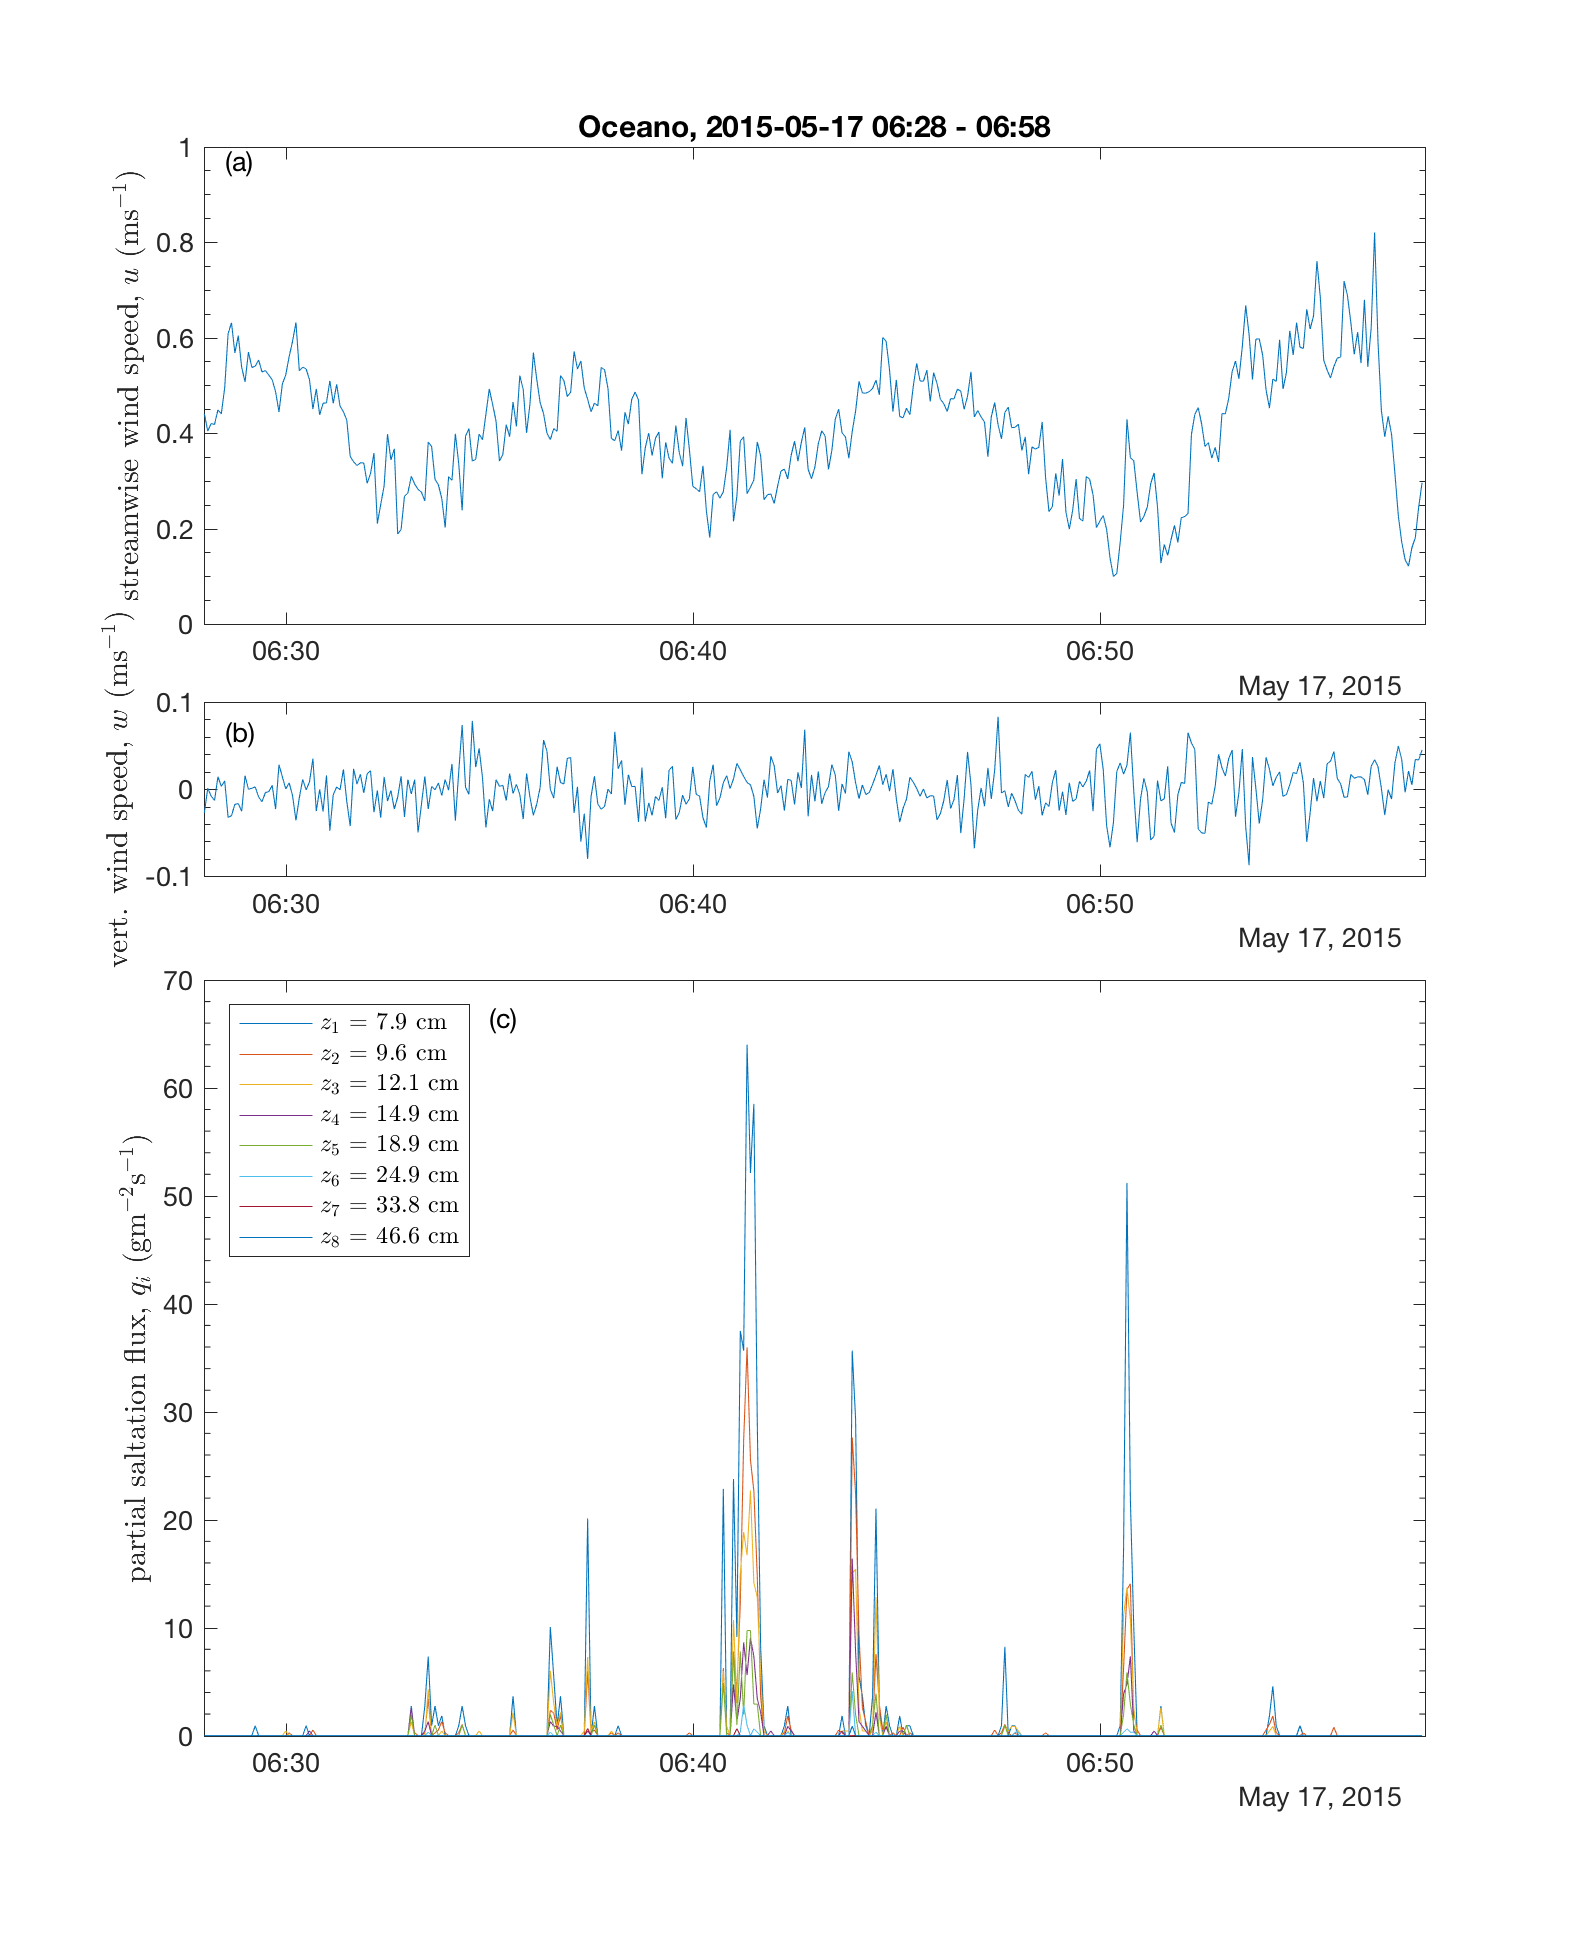 Oceano, 2015-05-17 06:28 - 06:58
(a)
streamwise wind speed, u (ms⁻¹)
1
0.8
0.6
0.4
0.2
0
06:30 06:40 06:50
May 17, 2015
(b)
vert. wind speed, w (ms⁻¹)
0.1
0
-0.1
06:30 06:40 06:50
May 17, 2015
(c)
partial saltation flux, qᵢ (gm⁻²s⁻¹)
70
60
50
40
30
20
10
0
z₁ = 7.9 cm
z₂ = 9.6 cm
z₃ = 12.1 cm
z₄ = 14.9 cm
z₅ = 18.9 cm
z₆ = 24.9 cm
z₇ = 33.8 cm
z₈ = 46.6 cm
06:30 06:40 06:50
May 17, 2015